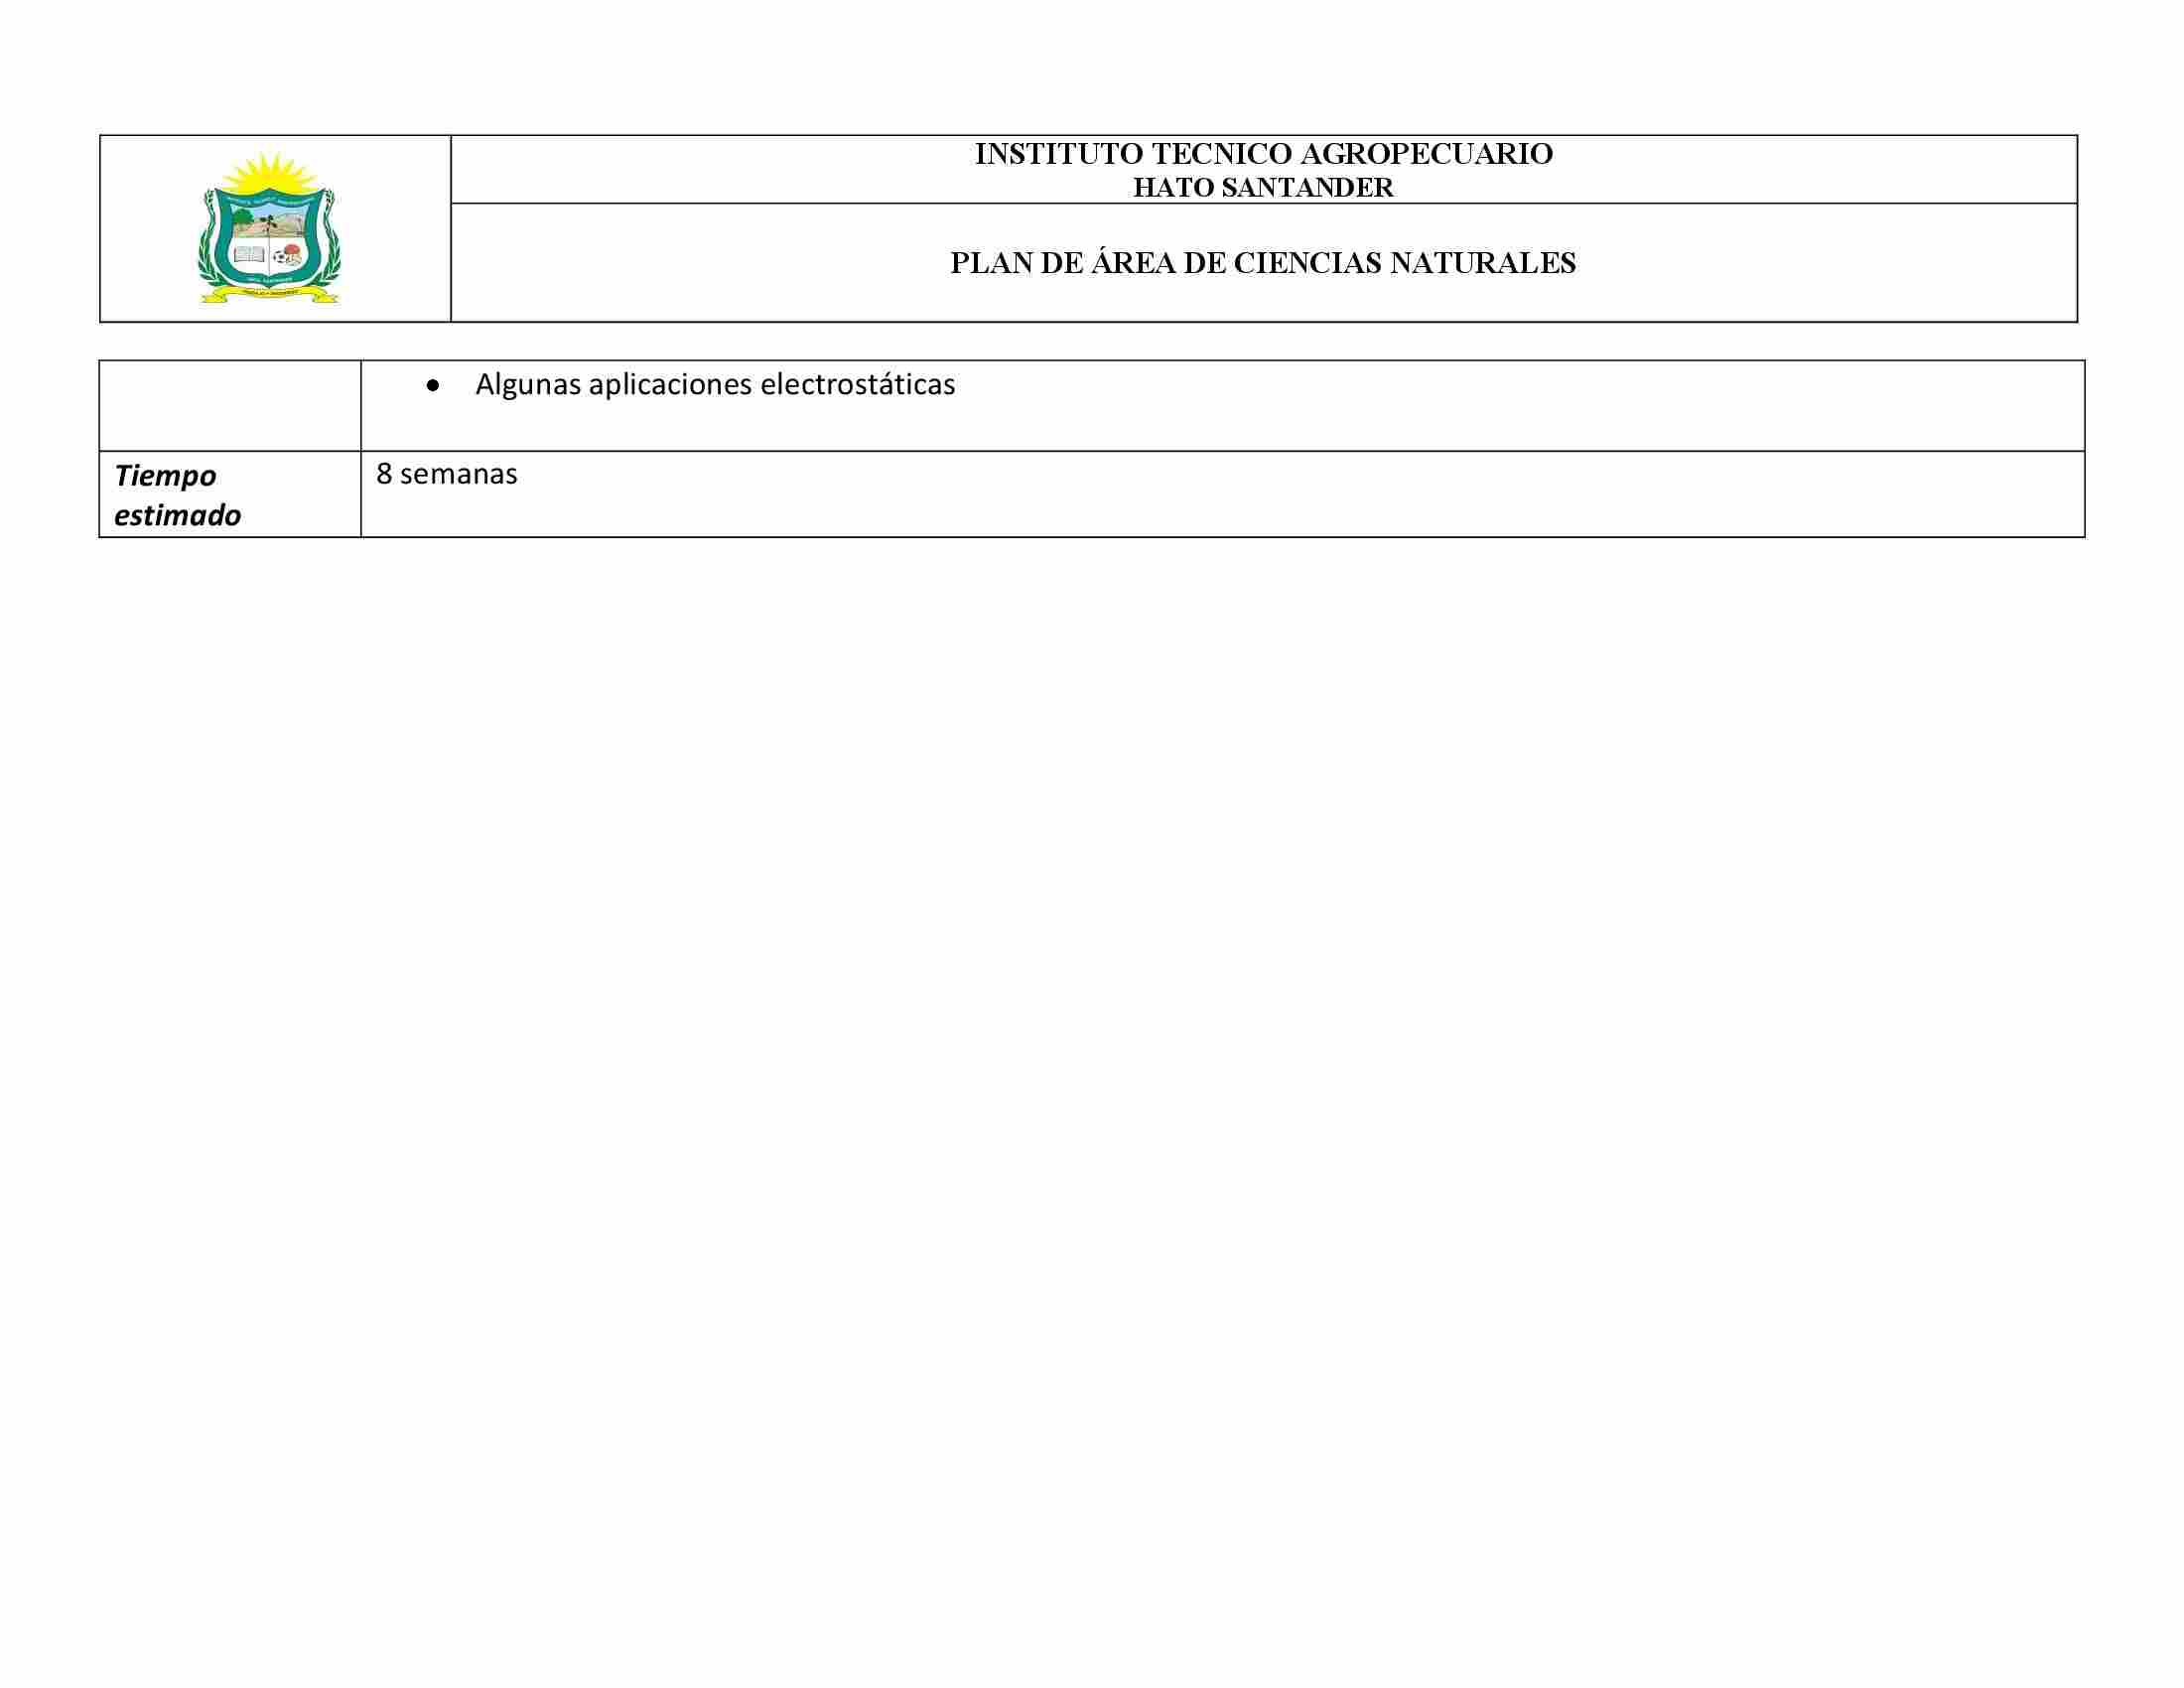 INSTITUTO TECNICO AGROPECUARIO
HATO SANTANDER
PLAN DE ÁREA DE CIENCIAS NATURALES
• Algunas aplicaciones electrostáticas
Tiempo
estimado
8 semanas